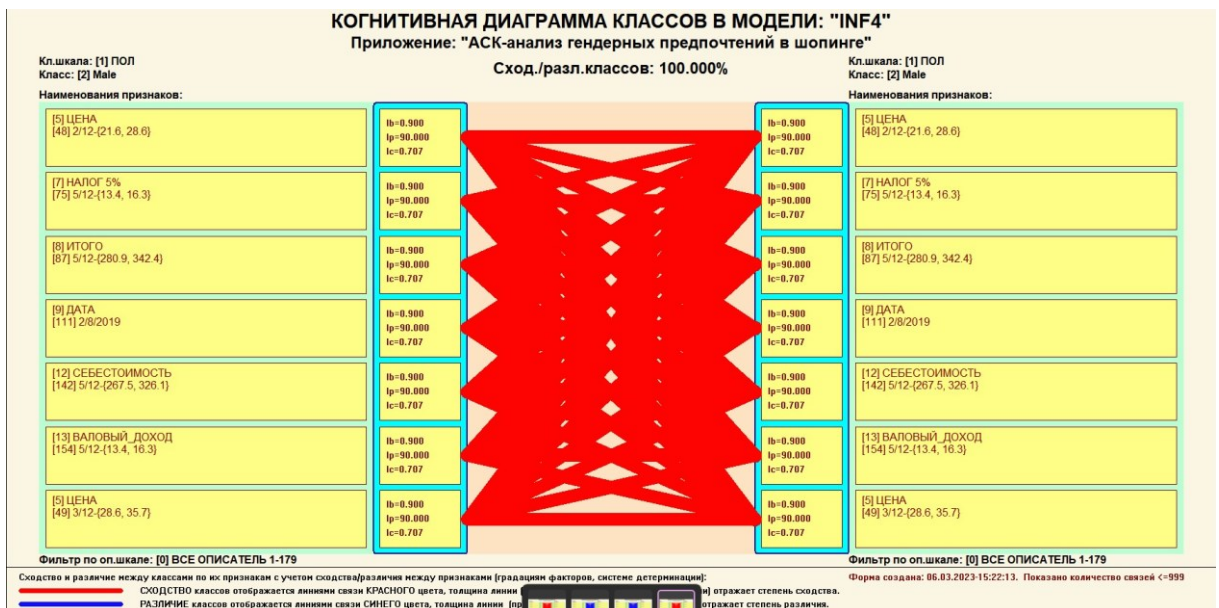 КОГНИТИВНАЯ ДИАГРАММА КЛАССОВ В МОДЕЛИ: "INF4"
Приложение: "АСК-анализ гендерных предпочтений в шопинге"
Кл.шкала: [1] ПОЛ
Класс: [2] Male
Сход./разл.классов: 100.000%
Кл.шкала: [1] ПОЛ
Класс: [2] Male
Наименования признаков:
Наименования признаков:
[5] ЦЕНА
[48] 2/12-{21.6, 28.6}
Ib=0.900
Ip=90.000
Ic=0.707
Ib=0.900
Ip=90.000
Ic=0.707
[5] ЦЕНА
[48] 2/12-{21.6, 28.6}
[7] НАЛОГ 5%
[75] 5/12-{13.4, 16.3}
Ib=0.900
Ip=90.000
Ic=0.707
Ib=0.900
Ip=90.000
Ic=0.707
[7] НАЛОГ 5%
[75] 5/12-{13.4, 16.3}
[8] ИТОГО
[87] 5/12-{280.9, 342.4}
Ib=0.900
Ip=90.000
Ic=0.707
Ib=0.900
Ip=90.000
Ic=0.707
[8] ИТОГО
[87] 5/12-{280.9, 342.4}
[9] ДАТА
[111] 2/8/2019
Ib=0.900
Ip=90.000
Ic=0.707
Ib=0.900
Ip=90.000
Ic=0.707
[9] ДАТА
[111] 2/8/2019
[12] СЕБЕСТОИМОСТЬ
[142] 5/12-{267.5, 326.1}
Ib=0.900
Ip=90.000
Ic=0.707
Ib=0.900
Ip=90.000
Ic=0.707
[12] СЕБЕСТОИМОСТЬ
[142] 5/12-{267.5, 326.1}
[13] ВАЛОВЫЙ_ДОХОД
[154] 5/12-{13.4, 16.3}
Ib=0.900
Ip=90.000
Ic=0.707
Ib=0.900
Ip=90.000
Ic=0.707
[13] ВАЛОВЫЙ_ДОХОД
[154] 5/12-{13.4, 16.3}
[5] ЦЕНА
[49] 3/12-{28.6, 35.7}
Ib=0.900
Ip=90.000
Ic=0.707
Ib=0.900
Ip=90.000
Ic=0.707
[5] ЦЕНА
[49] 3/12-{28.6, 35.7}
Фильтр по оп.шкале: [0] ВСЕ ОПИСАТЕЛЬ 1-179
Фильтр по оп.шкале: [0] ВСЕ ОПИСАТЕЛЬ 1-179
Сходство и различие между классами по их признакам с учетом сходства/различия между признаками (градациям факторов, системе детерминации):
Форма создана: 06.03.2023-15:22:13. Показано количество связей <=999
СХОДСТВО классов отображается линиями связи КРАСНОГО цвета, толщина линии отражает степень сходства.
РАЗЛИЧИЕ классов отображается линиями связи СИНЕГО цвета, толщина линии отражает степень различия.